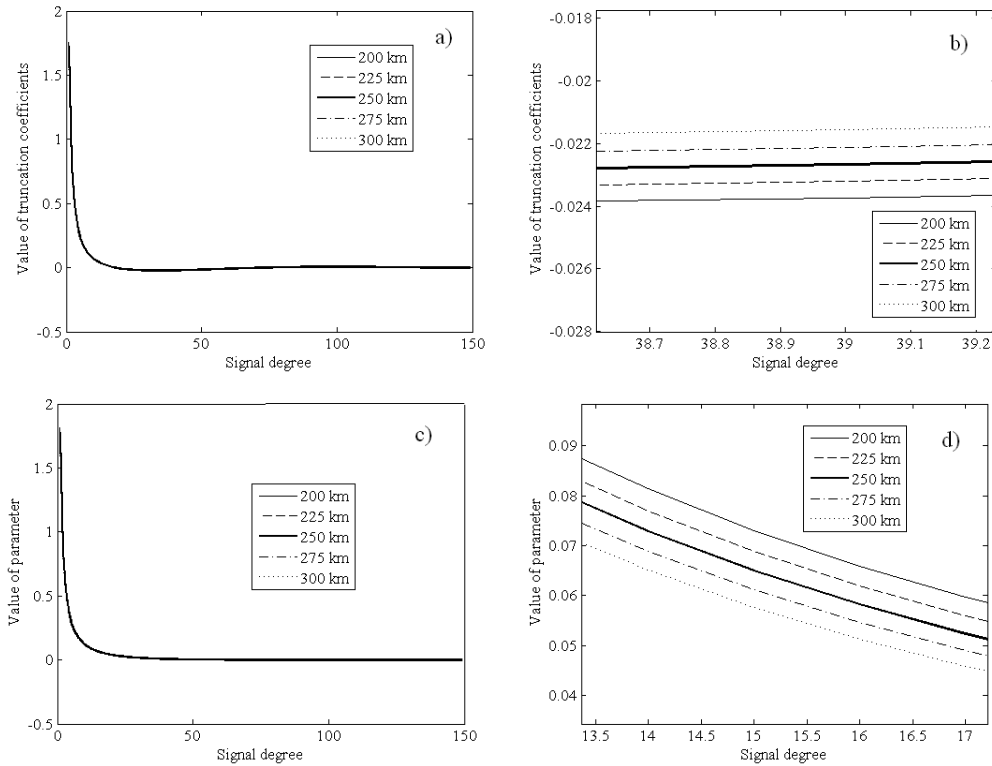 a)
Value of truncation coefficients
2
1.5
1
0.5
0
-0.5
200 km
225 km
250 km
275 km
300 km
0
50
100
150
Signal degree
b)
Value of truncation coefficients
-0.018
-0.02
-0.022
-0.024
-0.026
-0.028
200 km
225 km
250 km
275 km
300 km
38.7
38.8
38.9
39
39.1
39.2
Signal degree
c)
Value of parameter
2
1.5
1
0.5
0
-0.5
200 km
225 km
250 km
275 km
300 km
0
50
100
150
Signal degree
d)
Value of parameter
0.09
0.08
0.07
0.06
0.05
0.04
200 km
225 km
250 km
275 km
300 km
13.5
14
14.5
15
15.5
16
16.5
17
Signal degree